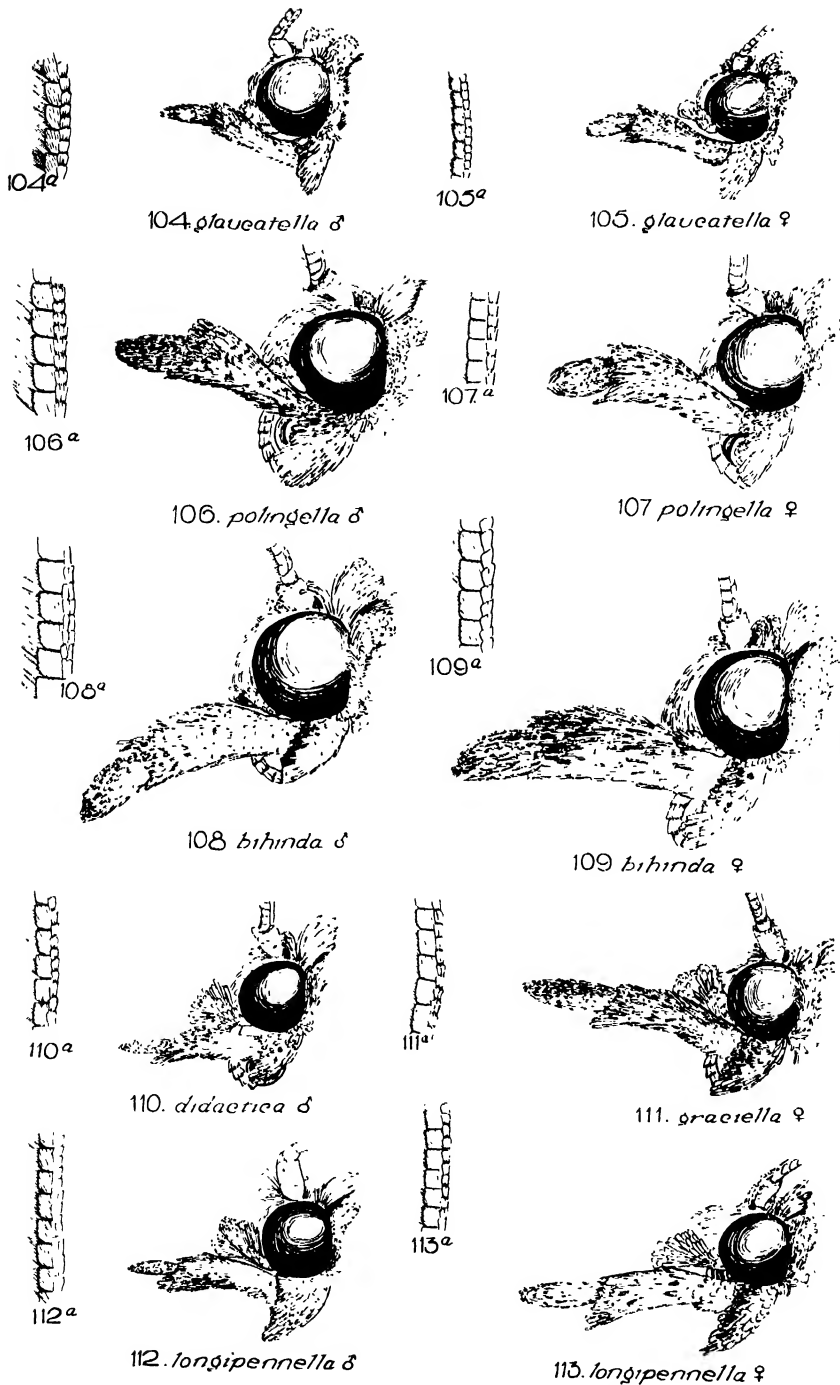 104a
105a
104. glaucatella ♂
105. glaucatella ♀
106a
107a
106. polingella ♂
107 polingella ♀
108a
109a
108 bihinda ♂
109 bihinda ♀
110a
111a
110. didactica ♂
111. graciella ♀
112a
113a
112. longipennella ♂
113. longipennella ♀